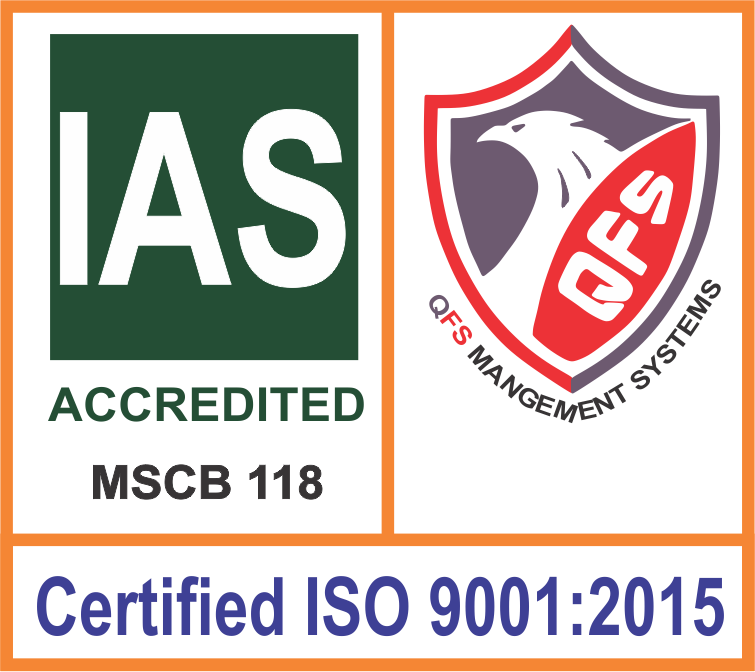 IAS
ACCREDITED
MSCB 118
QFS
QFS MANGEMENT SYSTEMS
Certified ISO 9001:2015